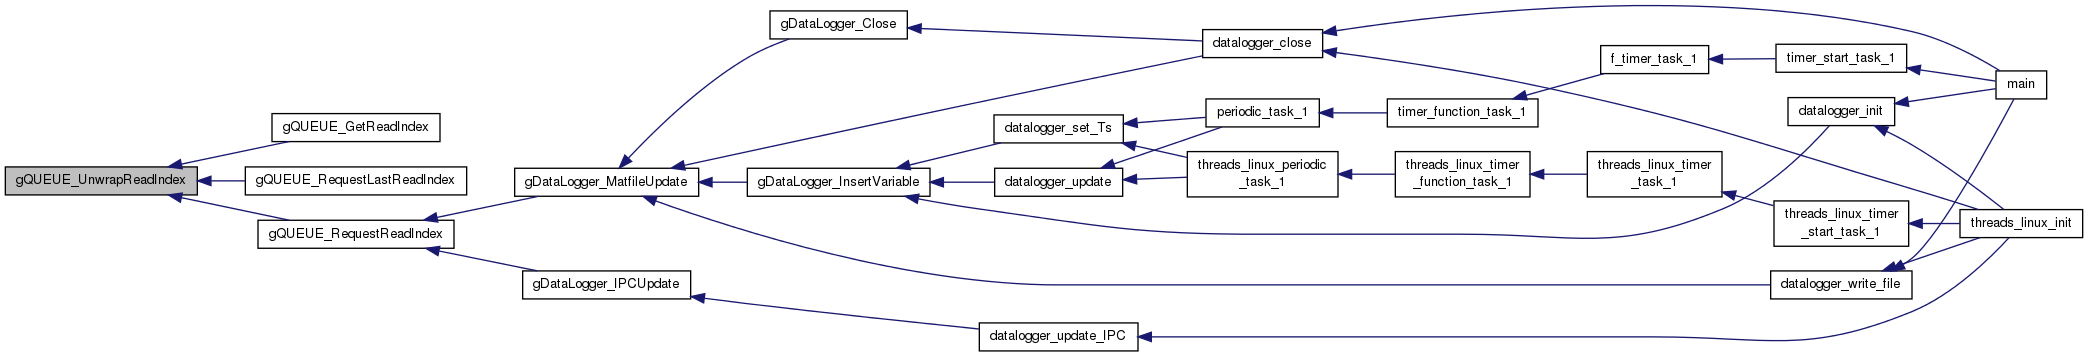 gQUEUE_UnwrapReadIndex
gQUEUE_GetReadIndex
gQUEUE_RequestLastReadIndex
gQUEUE_RequestReadIndex
gDataLogger_MatfileUpdate
gDataLogger_IPCUpdate
gDataLogger_Close
gDataLogger_InsertVariable
datalogger_set_Ts
datalogger_update
datalogger_update_IPC
datalogger_close
periodic_task_1
threads_linux_periodic
_task_1
timer_function_task_1
threads_linux_timer
_function_task_1
f_timer_task_1
threads_linux_timer
_task_1
timer_start_task_1
datalogger_init
threads_linux_timer
_start_task_1
datalogger_write_file
main
threads_linux_init